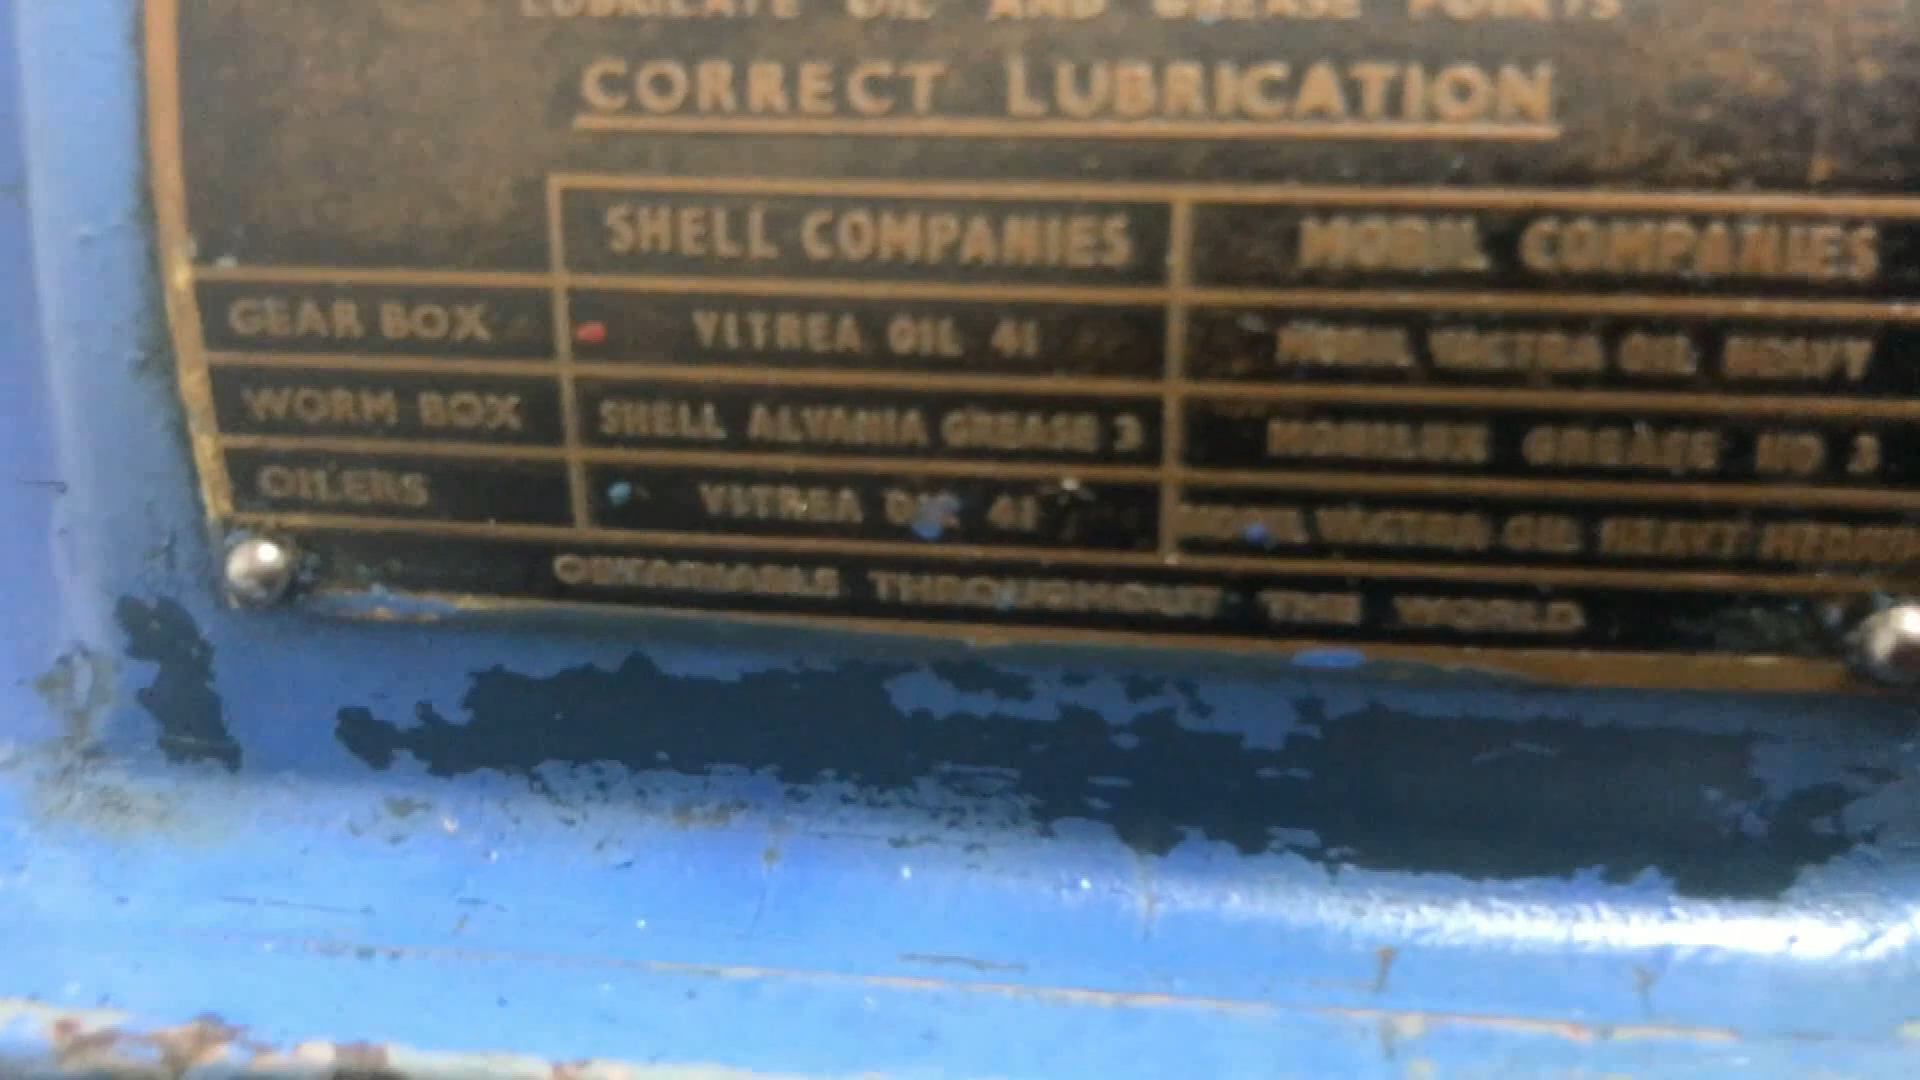 LUBRICATE OIL AND GREASE POINTS
CORRECT LUBRICATION
SHELL COMPANIES MOBIL COMPANIES
GEAR BOX VITREA OIL 41 MOBIL VACTRA OIL HEAVY
WORM BOX SHELL ALVANIA GREASE 3 MOBILUX GREASE NO 3
OILERS VITREA OIL 41 MOBIL VACTRA OIL HEAVY MEDIUM
OBTAINABLE THROUGHOUT THE WORLD